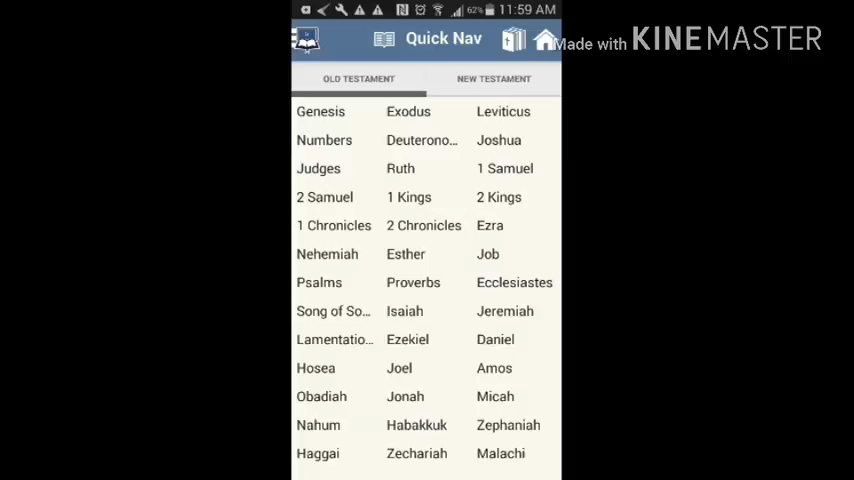 62% 11:59 AM
Quick Nav
Made with KINEMASTER
OLD TESTAMENT NEW TESTAMENT
Genesis Exodus Leviticus
Numbers Deuterono... Joshua
Judges Ruth 1 Samuel
2 Samuel 1 Kings 2 Kings
1 Chronicles 2 Chronicles Ezra
Nehemiah Esther Job
Psalms Proverbs Ecclesiastes
Song of So... Isaiah Jeremiah
Lamentatio... Ezekiel Daniel
Hosea Joel Amos
Obadiah Jonah Micah
Nahum Habakkuk Zephaniah
Haggai Zechariah Malachi